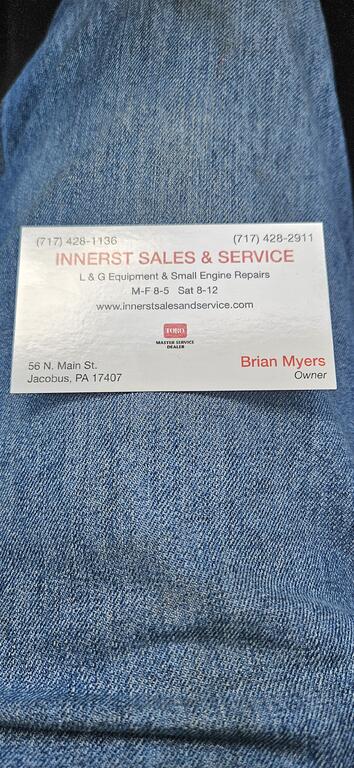 (717) 428-1136 (717) 428-2911
INNERST SALES & SERVICE
L & G Equipment & Small Engine Repairs
M-F 8-5 Sat 8-12
www.innerstsalesandservice.com
TORO
MASTER SERVICE
DEALER
56 N. Main St.
Jacobus, PA 17407
Brian Myers
Owner